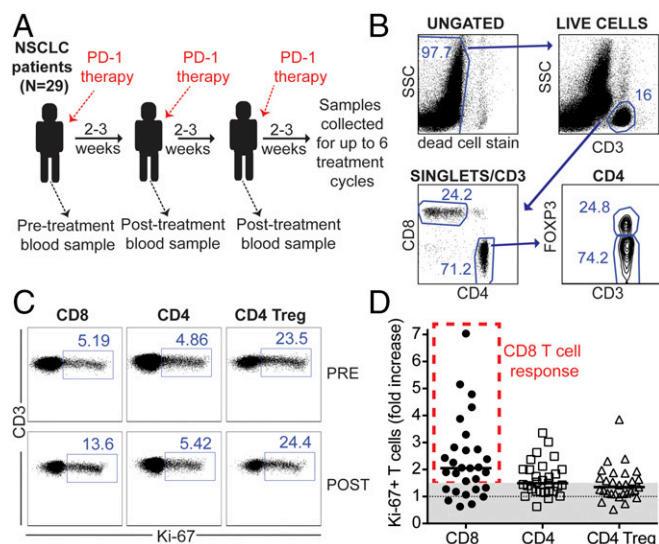 A
NSCLC
patients
(N=29)
PD-1
therapy
PD-1
therapy
PD-1
therapy
2-3
weeks
2-3
weeks
2-3
weeks
Samples
collected
for up to 6
treatment
cycles
Pre-treatment
blood sample
Post-treatment
blood sample
Post-treatment
blood sample
B
UNGATED
97.7
SSC
dead cell stain
LIVE CELLS
SSC
16
CD3
SINGLETS/CD3
24.2
CD8
71.2
CD4
CD4
24.8
FOXP3
74.2
CD3
C
CD8
CD4
CD4 Treg
5.19
4.86
23.5
PRE
CD3
13.6
5.42
24.4
POST
Ki-67
D
Ki-67+ T cells (fold increase)
7
6
5
4
3
2
1
0
CD8 T cell
response
CD8
CD4
CD4 Treg